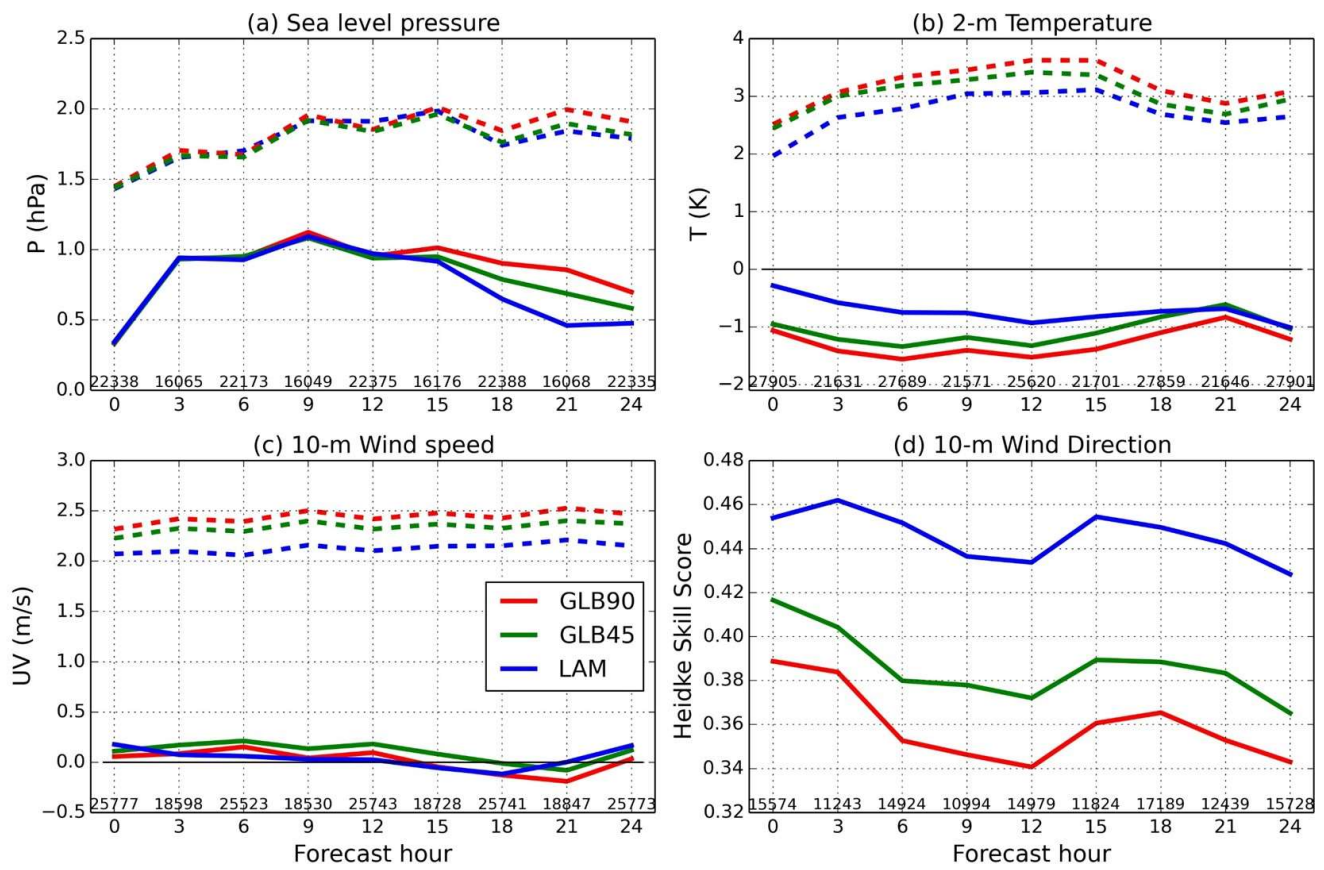 (a) Sea level pressure
P (hPa)
2.5
2.0
1.5
1.0
0.5
0.0
22338 16065 22173 16049 22375 16176 22388 16068 22335
0 3 6 9 12 15 18 21 24
(b) 2-m Temperature
T (K)
4
3
2
1
0
−1
−2
27905 21631 27689 21571 25620 21701 27859 21646 27901
0 3 6 9 12 15 18 21 24
(c) 10-m Wind speed
UV (m/s)
3.0
2.5
2.0
1.5
1.0
0.5
0.0
−0.5
GLB90
GLB45
LAM
25777 18598 25523 18530 25743 18728 25741 18847 25773
0 3 6 9 12 15 18 21 24
Forecast hour
(d) 10-m Wind Direction
Heidke Skill Score
0.48
0.46
0.44
0.42
0.40
0.38
0.36
0.34
0.32
15574 11243 14924 10994 14979 11824 17189 12439 15728
0 3 6 9 12 15 18 21 24
Forecast hour